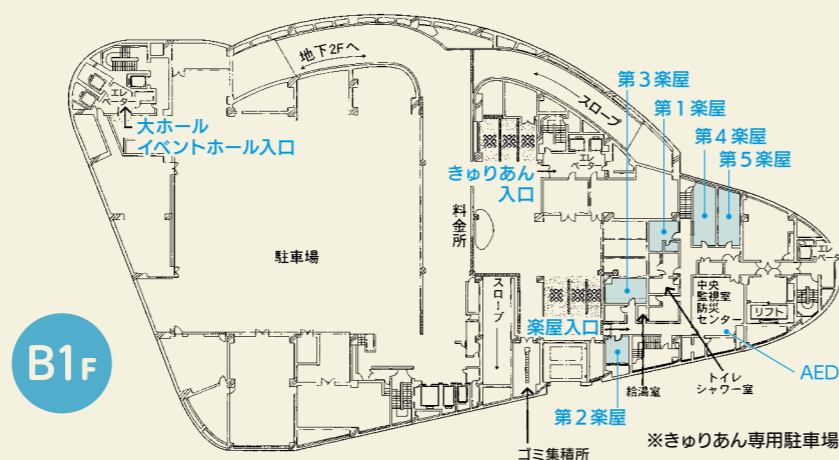 地下2Fへ
エレ
ベーター
大ホール
イベントホール入口
スロープ
第3楽屋
第1楽屋
第4楽屋
第5楽屋
エレ
ベーター
きゅりあん
入口
料金所
駐車場
スロープ
楽屋入口
中央
監視室
防災
センター
リフト
エレ
ベーター
AED
給湯室
トイレ
シャワー室
第2楽屋
ゴミ集積所
※きゅりあん専用駐車場
B1F